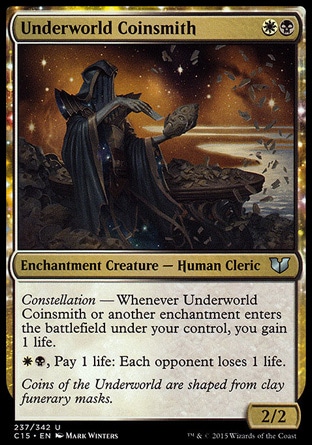 Underworld Coinsmith
Enchantment Creature — Human Cleric
Constellation — Whenever Underworld
Coinsmith or another enchantment enters
the battlefield under your control, you gain
1 life.
, Pay 1 life: Each opponent loses 1 life.
Coins of the Underworld are shaped from clay
funerary masks.
2/2
237/342 U
C15 • EN Mark Winters
™ & © 2015 Wizards of the Coast